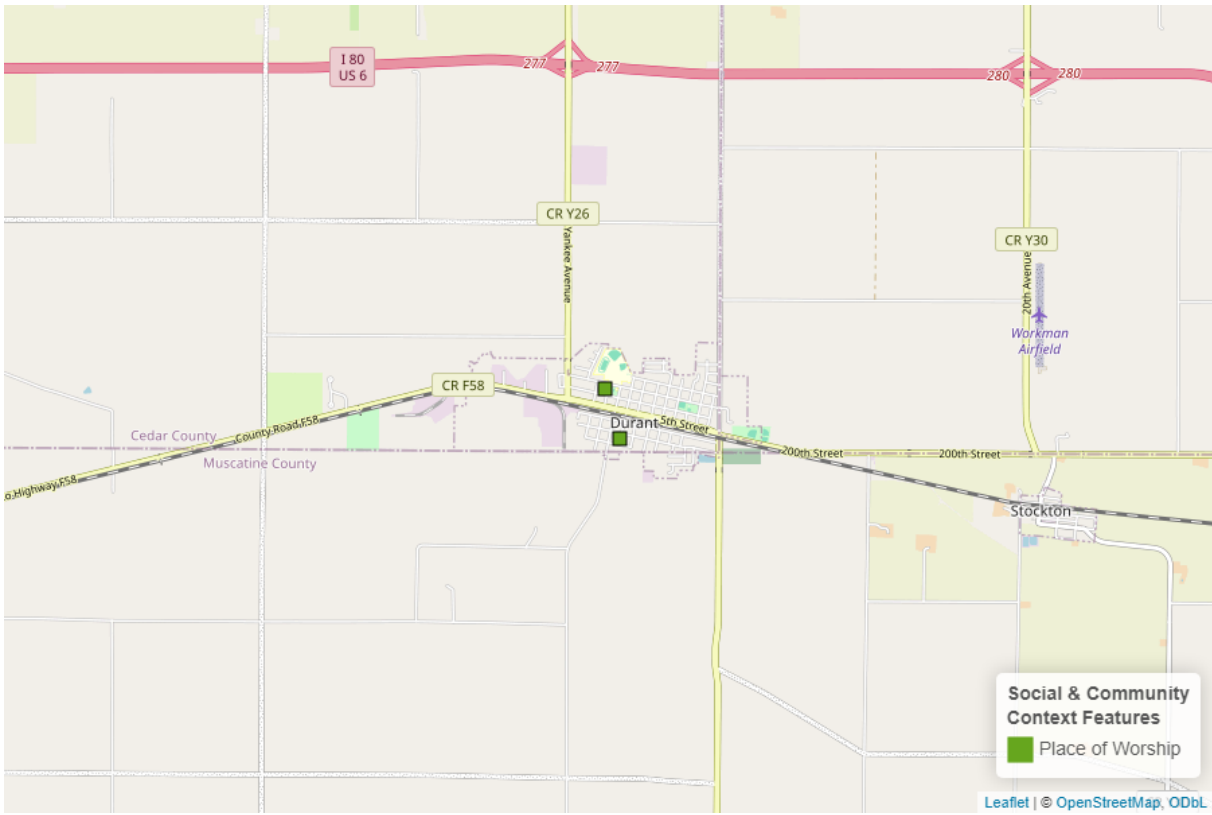 I 80
US 6
277
277
280
280
CR Y26
Yankee Avenue
CR Y30
20th Avenue
Workman
Airfield
CR F58
Durant
5th Street
Cedar County
County Road F58
Muscatine County
200th Street
200th Street
Highway F58
Stockton
Social & Community
Context Features
Place of Worship
Leaflet | © OpenStreetMap, ODbL